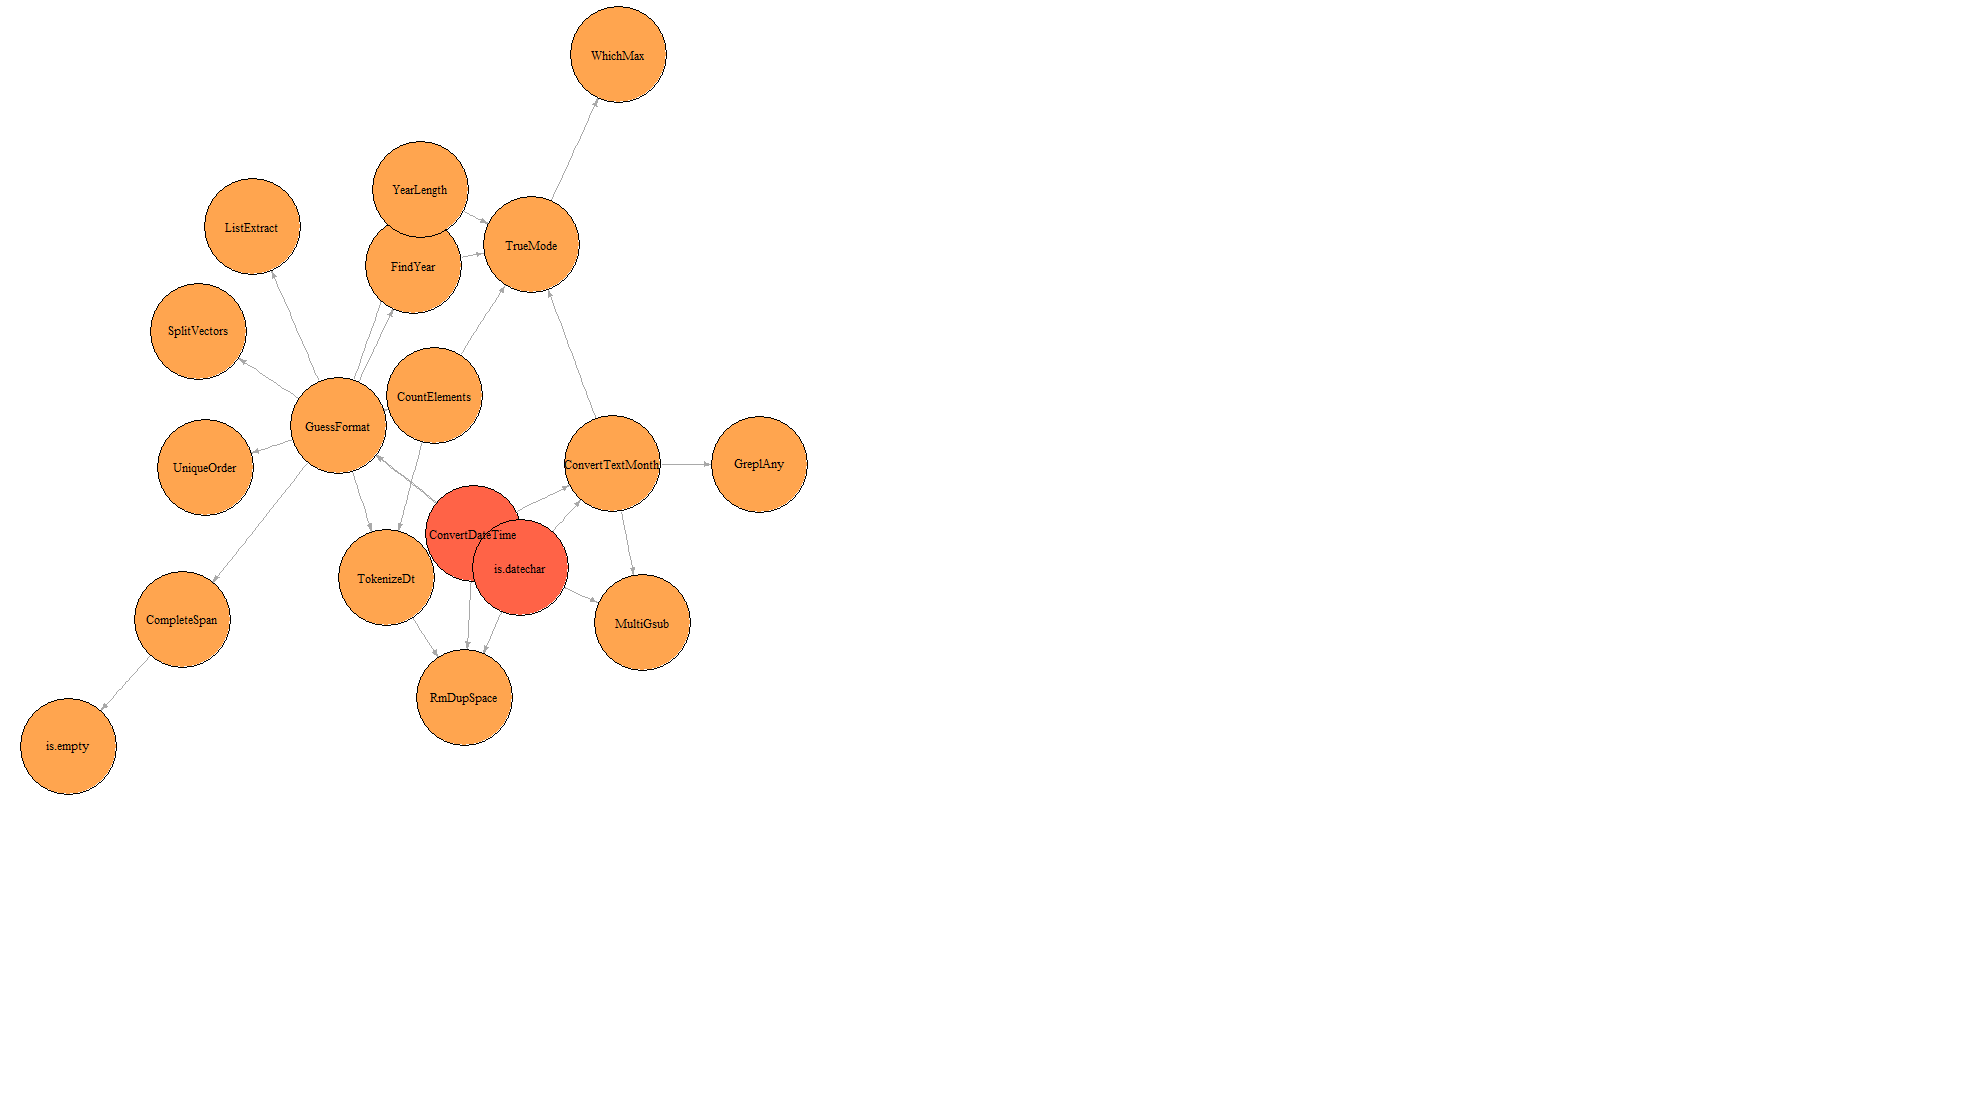 WhichMax
YearLength
ListExtract
TrueMode
FindYear
SplitVectors
CountElements
GuessFormat
ConvertTextMonth
GreplAny
UniqueOrder
ConvertDateTime
is.datechar
TokenizeDt
CompleteSpan
MultiGsub
RmDupSpace
is.empty